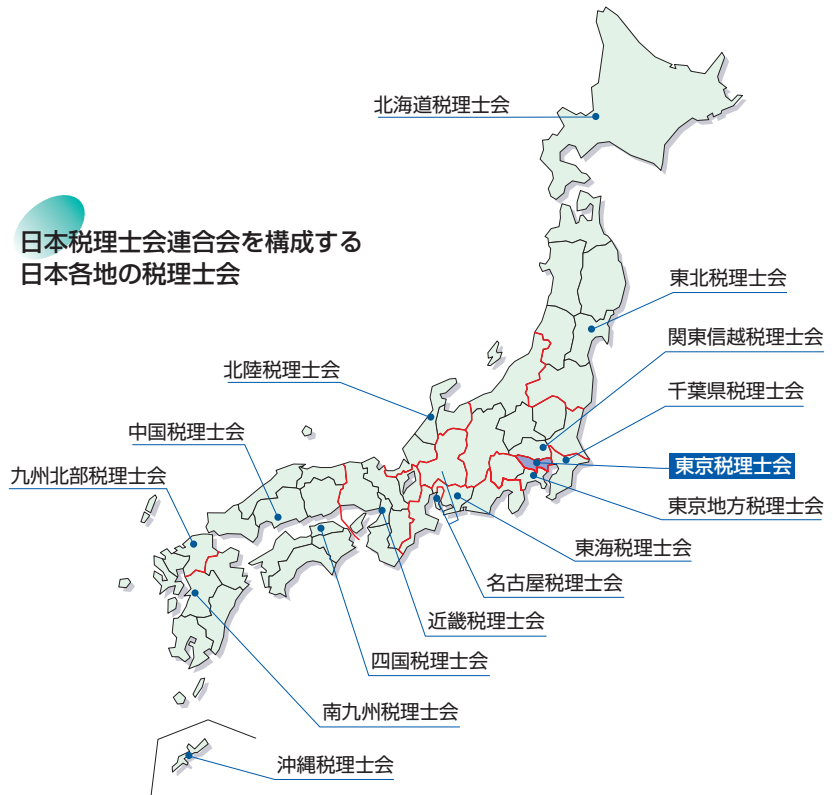 北海道税理士会
日本税理士会連合会を構成する
日本各地の税理士会
東北税理士会
関東信越税理士会
北陸税理士会
千葉県税理士会
中国税理士会
東京税理士会
九州北部税理士会
東京地方税理士会
東海税理士会
名古屋税理士会
近畿税理士会
四国税理士会
南九州税理士会
沖縄税理士会